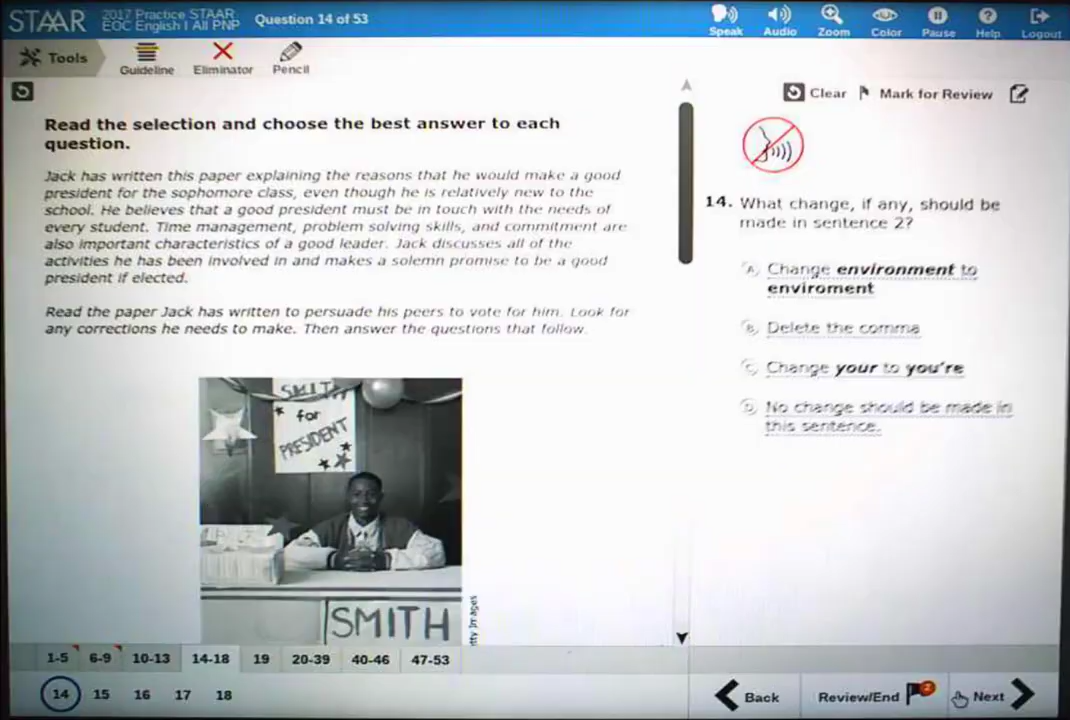 STAAR
2017 Practice STAAR
EOC English I All PNP
Question 14 of 53
Speak
Audio
Zoom
Color
Pause
Help
Logout
Tools
Guideline
Eliminator
Pencil
Clear
Mark for Review
Read the selection and choose the best answer to each
question.
Jack has written this paper explaining the reasons that he would make a good
president for the sophomore class, even though he is relatively new to the
school. He believes that a good president must be in touch with the needs of
every student. Time management, problem solving skills, and commitment are
also important characteristics of a good leader. Jack discusses all of the
activities he has been involved in and makes a solemn promise to be a good
president if elected.
Read the paper Jack has written to persuade his peers to vote for him. Look for
any corrections he needs to make. Then answer the questions that follow.
SMITH
for
PRESIDENT
SMITH
tty Images
14. What change, if any, should be
made in sentence 2?
A Change environment to
enviroment
B Delete the comma
C Change your to you're
D No change should be made in
this sentence.
1-5
6-9
10-13
14-18
19
20-39
40-46
47-53
14
15
16
17
18
Back
Review/End
2
Next